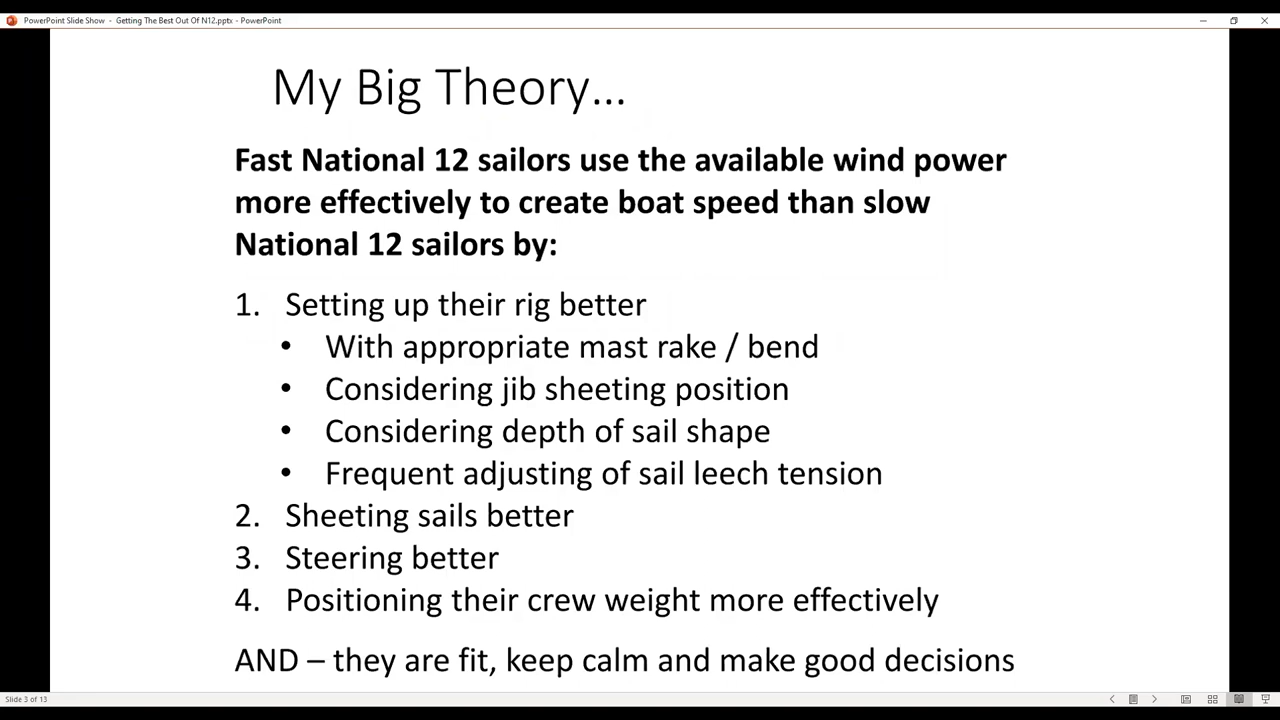 PowerPoint Slide Show - Getting The Best Out Of N12.pptx - PowerPoint
My Big Theory...
Fast National 12 sailors use the available wind power
more effectively to create boat speed than slow
National 12 sailors by:
1. Setting up their rig better
• With appropriate mast rake / bend
• Considering jib sheeting position
• Considering depth of sail shape
• Frequent adjusting of sail leech tension
2. Sheeting sails better
3. Steering better
4. Positioning their crew weight more effectively
AND – they are fit, keep calm and make good decisions
Slide 3 of 13